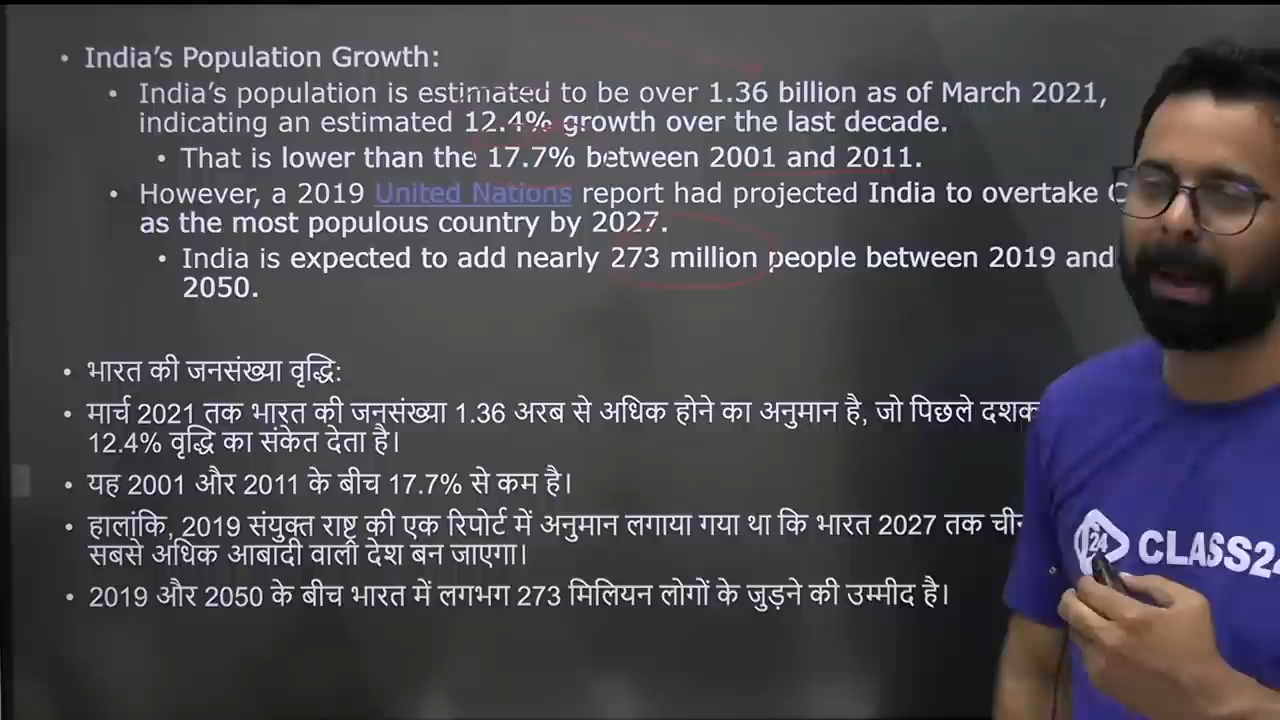 • India's Population Growth:
• India's population is estimated to be over 1.36 billion as of March 2021,
indicating an estimated 12.4% growth over the last decade.
• That is lower than the 17.7% between 2001 and 2011.
• However, a 2019 United Nations report had projected India to overtake
as the most populous country by 2027.
• India is expected to add nearly 273 million people between 2019 and
2050.
• भारत की जनसंख्या वृद्धि:
• मार्च 2021 तक भारत की जनसंख्या 1.36 अरब से अधिक होने का अनुमान है, जो पिछले दशक
12.4% वृद्धि का संकेत देता है।
• यह 2001 और 2011 के बीच 17.7% से कम है।
• हालांकि, 2019 संयुक्त राष्ट्र की एक रिपोर्ट में अनुमान लगाया गया था कि भारत 2027 तक
सबसे अधिक आबादी वाला देश बन जाएगा।
• 2019 और 2050 के बीच भारत में लगभग 273 मिलियन लोगों के जुड़ने की उम्मीद है।
24 CLASS24